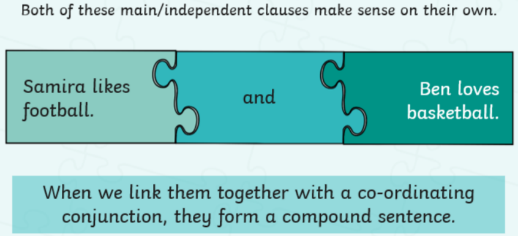 Both of these main/independent clauses make sense on their own.
Samira likes
football.
and
Ben loves
basketball.
When we link them together with a co-ordinating
conjunction, they form a compound sentence.